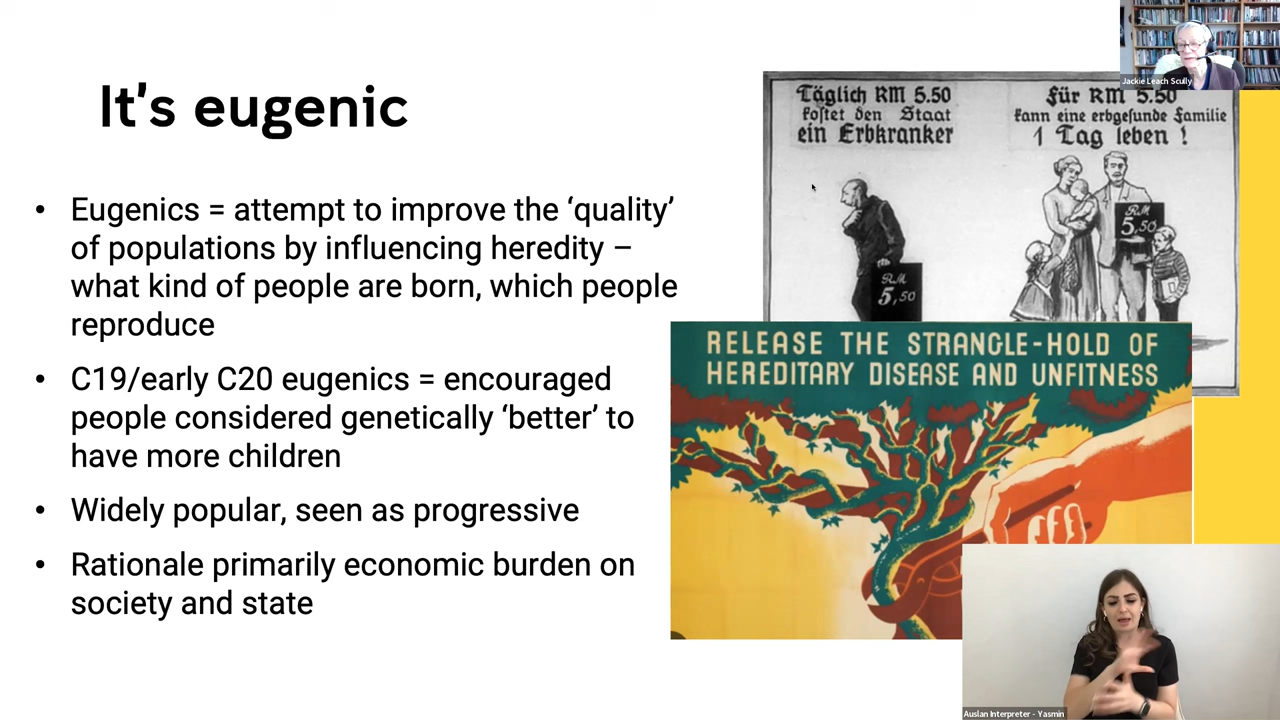 It's eugenic
• Eugenics = attempt to improve the ‘quality’
of populations by influencing heredity –
what kind of people are born, which people
reproduce
• C19/early C20 eugenics = encouraged
people considered genetically ‘better’ to
have more children
• Widely popular, seen as progressive
• Rationale primarily economic burden on
society and state
Täglich RM 5.50
kostet den Staat
ein Erbkranker
Für RM 5.50
kann eine erbgesunde Familie
1 Tag leben !
RM
5,50
RM
5,50
RELEASE THE STRANGLE-HOLD OF
HEREDITARY DISEASE AND UNFITNESS
Jackie Leach Scully
Auslan Interpreter - Yasmin